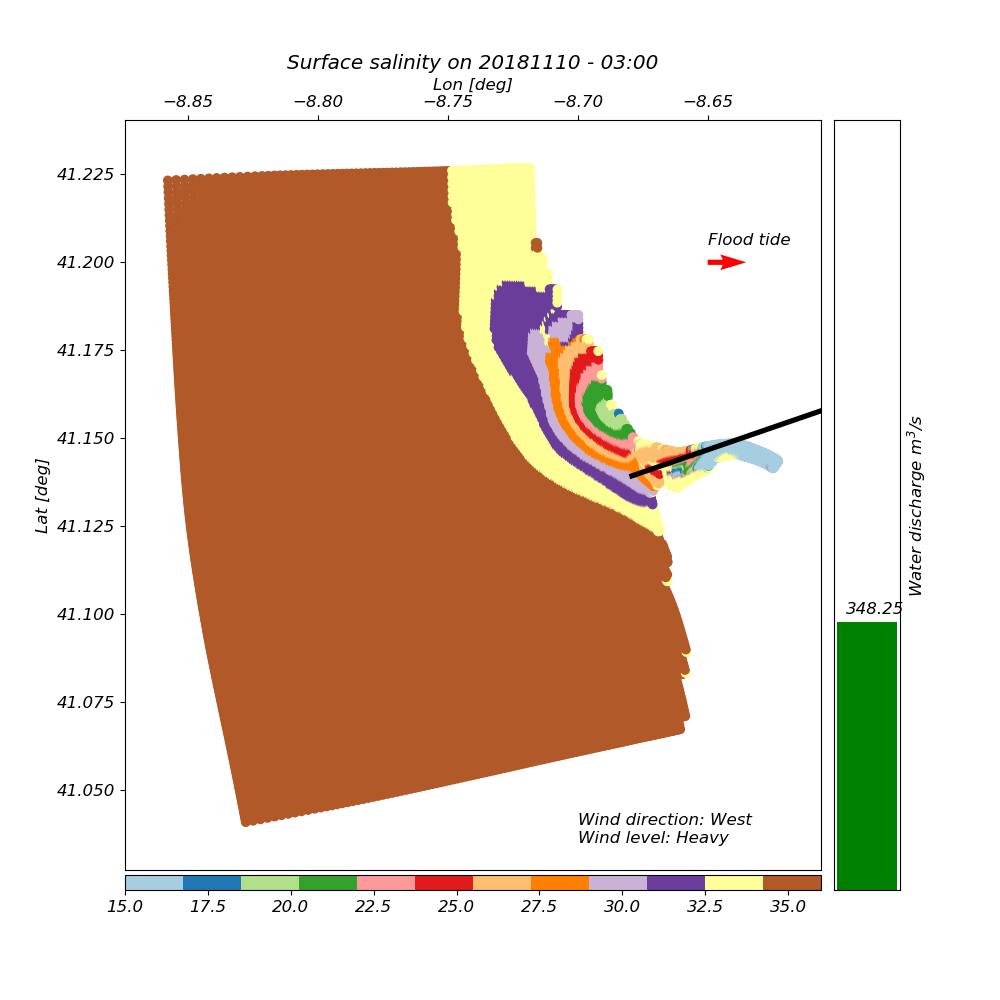 Surface salinity on 20181110 - 03:00
Lon [deg]
−8.85 −8.80 −8.75 −8.70 −8.65
41.225
41.200
41.175
41.150
41.125
41.100
41.075
41.050
Lat [deg]
Flood tide
Wind direction: West
Wind level: Heavy
348.25
Water discharge m³/s
15.0 17.5 20.0 22.5 25.0 27.5 30.0 32.5 35.0